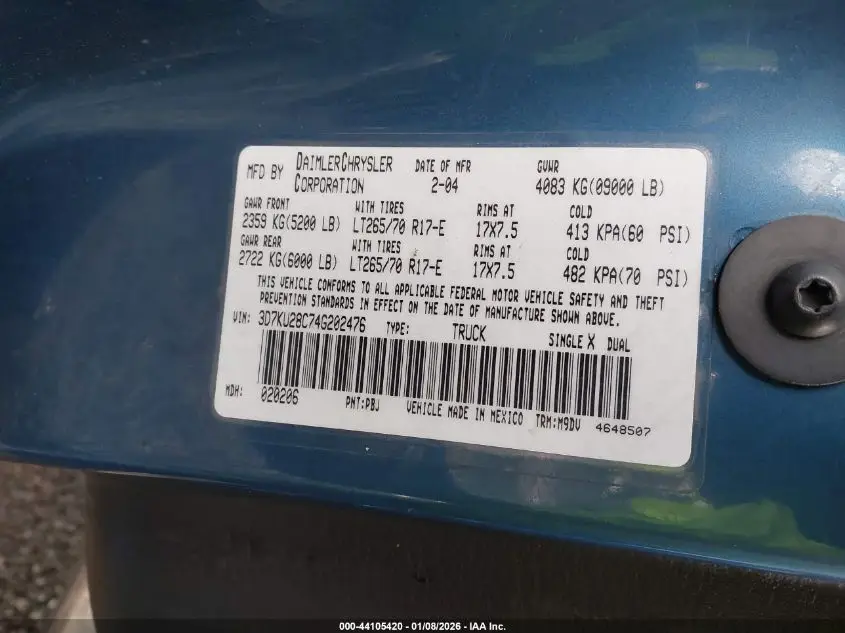 MFD BY DAIMLERCHRYSLER CORPORATION DATE OF MFR 2-04 GVWR 4083 KG(09000 LB)
GAWR FRONT WITH TIRES RIMS AT COLD
2359 KG(5200 LB) LT265/70 R17-E 17X7.5 413 KPA(60 PSI)
GAWR REAR WITH TIRES RIMS AT COLD
2722 KG(6000 LB) LT265/70 R17-E 17X7.5 482 KPA(70 PSI)
THIS VEHICLE CONFORMS TO ALL APPLICABLE FEDERAL MOTOR VEHICLE SAFETY AND THEFT
PREVENTION STANDARDS IN EFFECT ON THE DATE OF MANUFACTURE SHOWN ABOVE.
VIN: 3D7KU28C74G202476 TYPE: TRUCK SINGLE X DUAL
MDH: 020206 PNT:PBJ VEHICLE MADE IN MEXICO TRM:M9DV 4648507
000-44105420 - 01/08/2026 - IAA Inc.